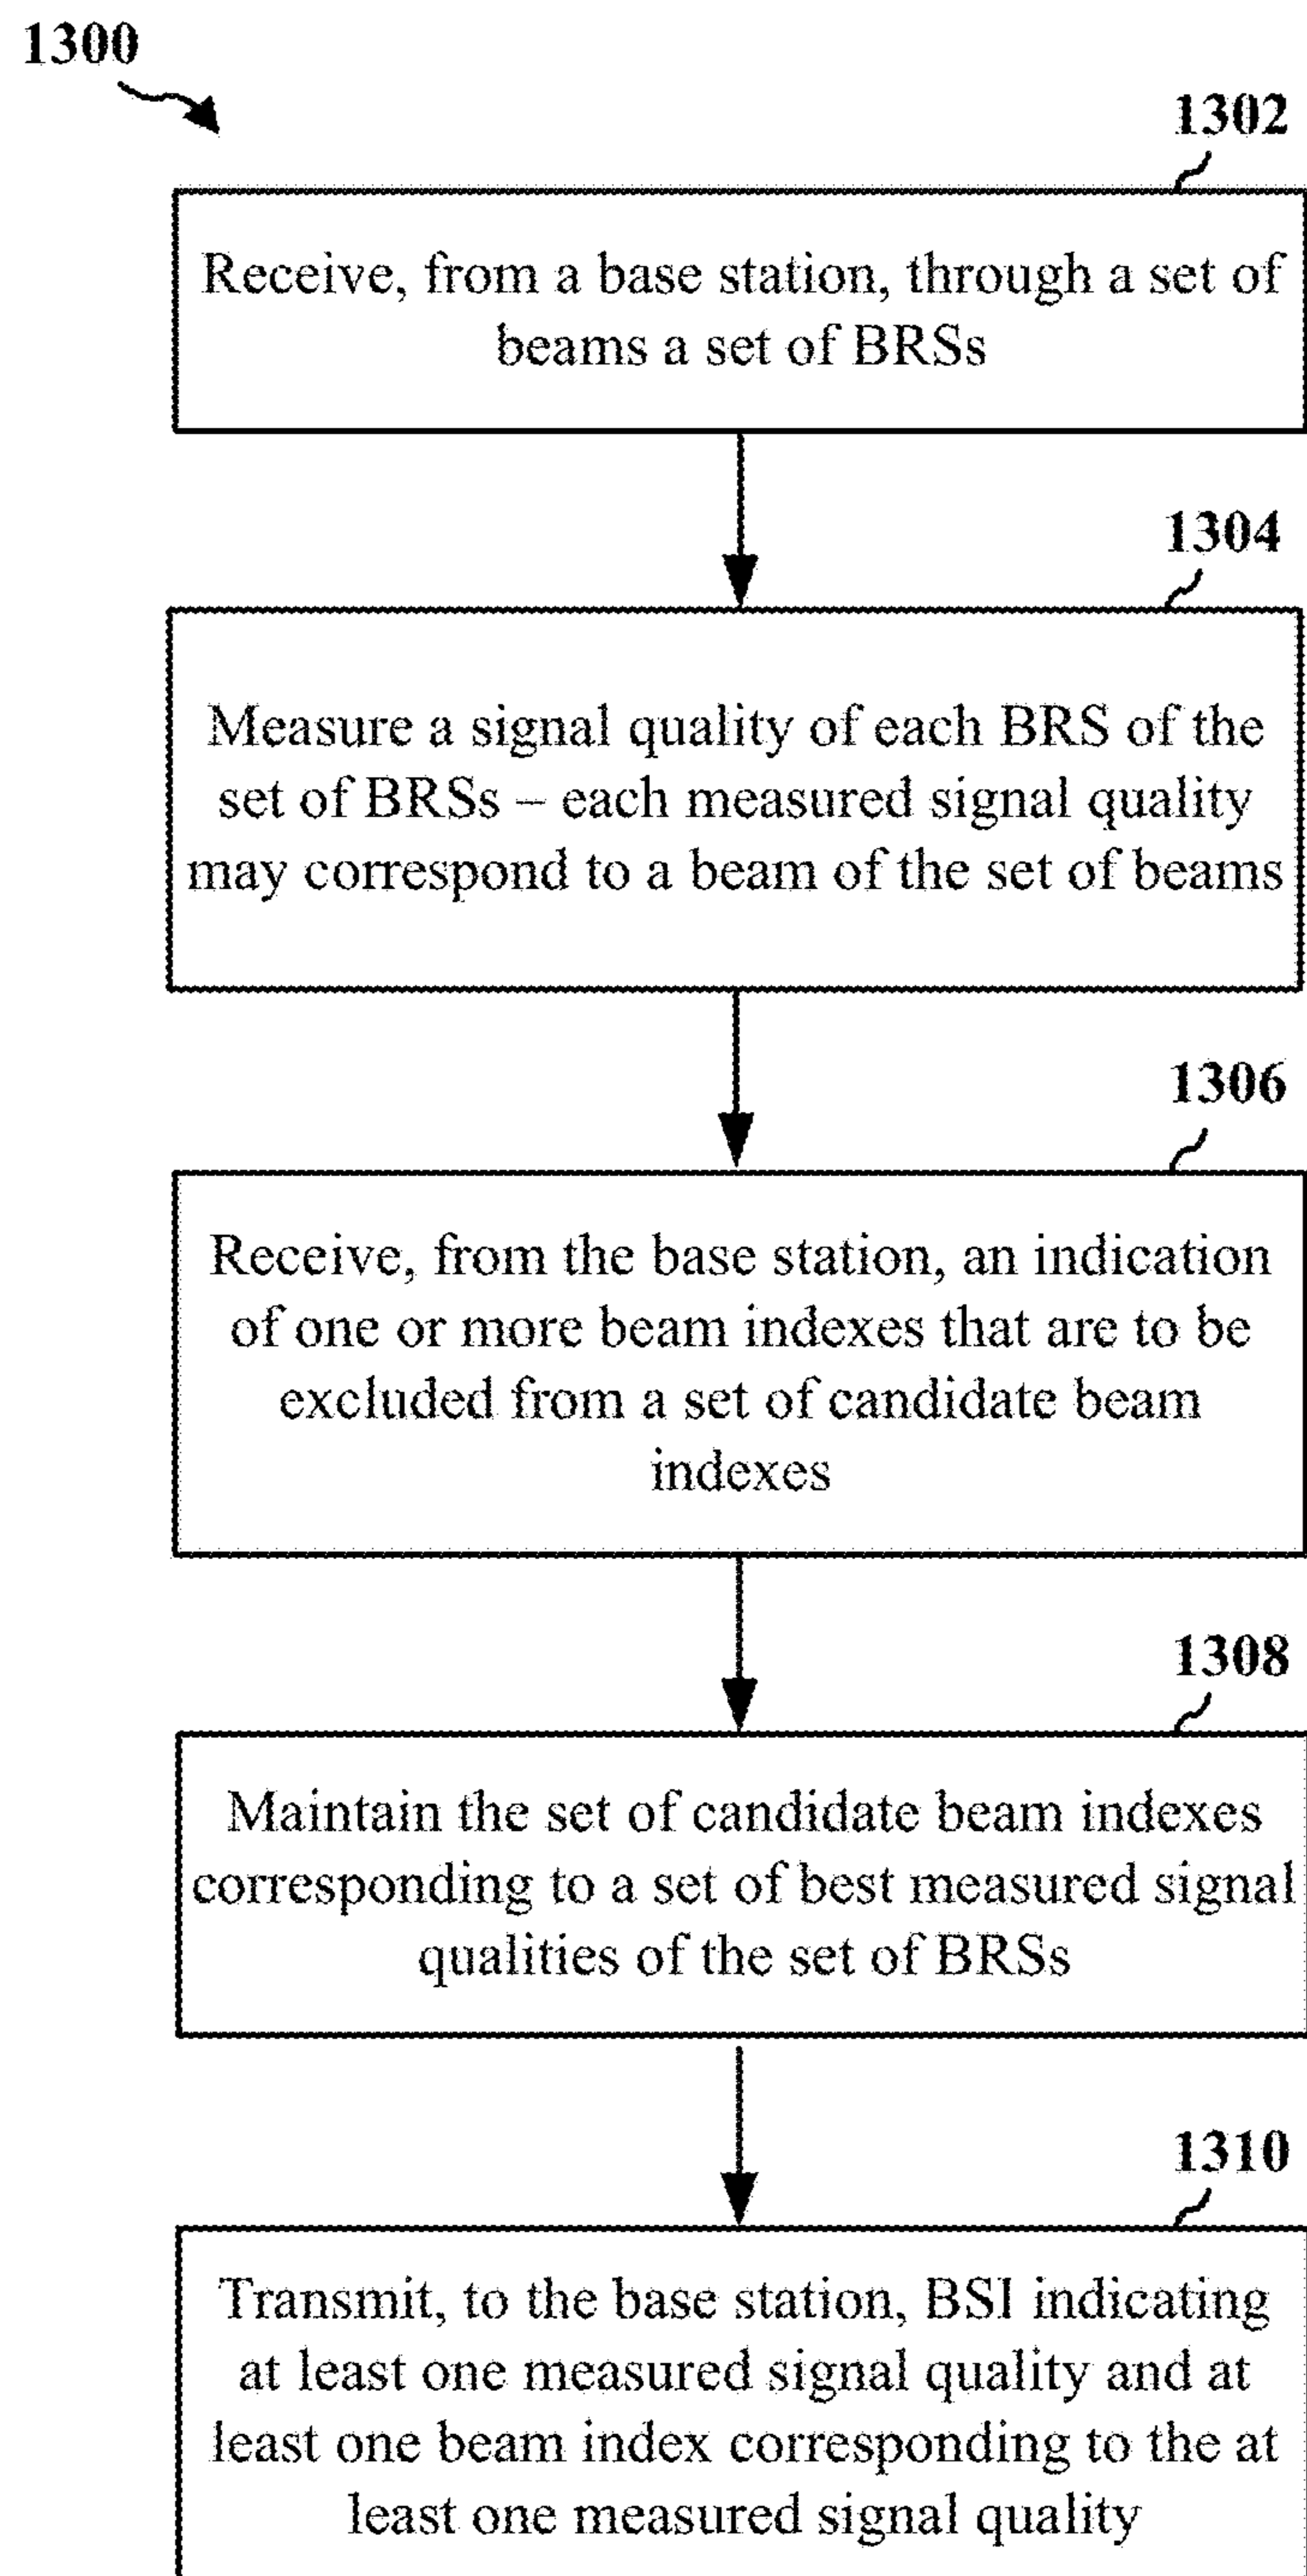 1300
1302
Receive, from a base station, through a set of
beams a set of BRSs
1304
Measure a signal quality of each BRS of the
set of BRSs – each measured signal quality
may correspond to a beam of the set of beams
1306
Receive, from the base station, an indication
of one or more beam indexes that are to be
excluded from a set of candidate beam
indexes
1308
Maintain the set of candidate beam indexes
corresponding to a set of best measured signal
qualities of the set of BRSs
1310
Transmit, to the base station, BSI indicating
at least one measured signal quality and at
least one beam index corresponding to the at
least one measured signal quality